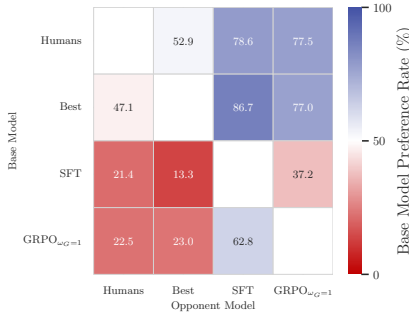 Humans 52.9 78.6 77.5
Best 47.1 86.7 77.0
SFT 21.4 13.3 37.2
GRPO_{ω_G=1} 22.5 23.0 62.8
Humans Best SFT GRPO_{ω_G=1}
Opponent Model
Base Model
100
50
0
Base Model Preference Rate (%)